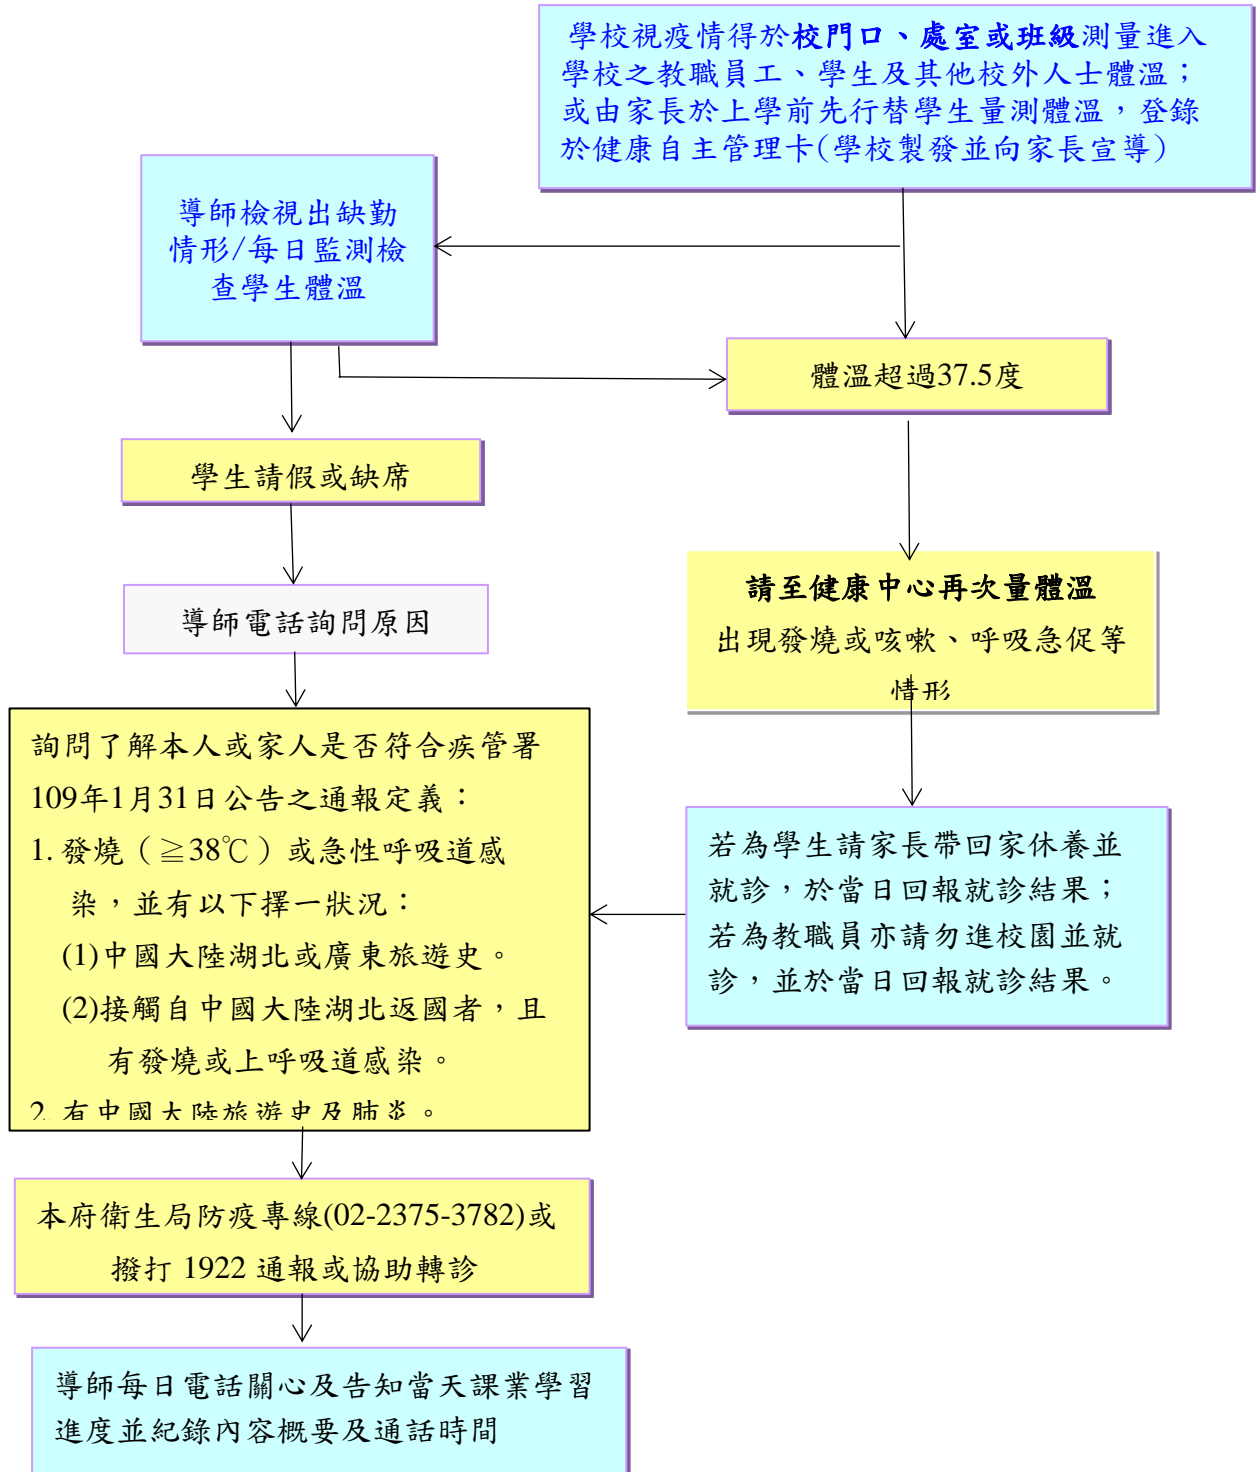 學校視疫情得於校門口、處室或班級測量進入
學校之教職員工、學生及其他校外人士體溫；
或由家長於上學前先行替學生量測體溫，登錄
於健康自主管理卡(學校製發並向家長宣導)
導師檢視出缺勤
情形/每日監測檢
查學生體溫
體溫超過37.5度
學生請假或缺席
請至健康中心再次量體溫
出現發燒或咳嗽、呼吸急促等
情形
導師電話詢問原因
詢問了解本人或家人是否符合疾管署
109年1月31日公告之通報定義：
1. 發燒（≧38℃）或急性呼吸道感
染，並有以下擇一狀況：
(1)中國大陸湖北或廣東旅遊史。
(2)接觸自中國大陸湖北返國者，且
有發燒或上呼吸道感染。
2. 有中國大陸旅遊史及肺炎。
若為學生請家長帶回家休養並
就診，於當日回報就診結果；
若為教職員亦請勿進校園並就
診，並於當日回報就診結果。
本府衛生局防疫專線(02-2375-3782)或
撥打 1922 通報或協助轉診
導師每日電話關心及告知當天課業學習
進度並紀錄內容概要及通話時間